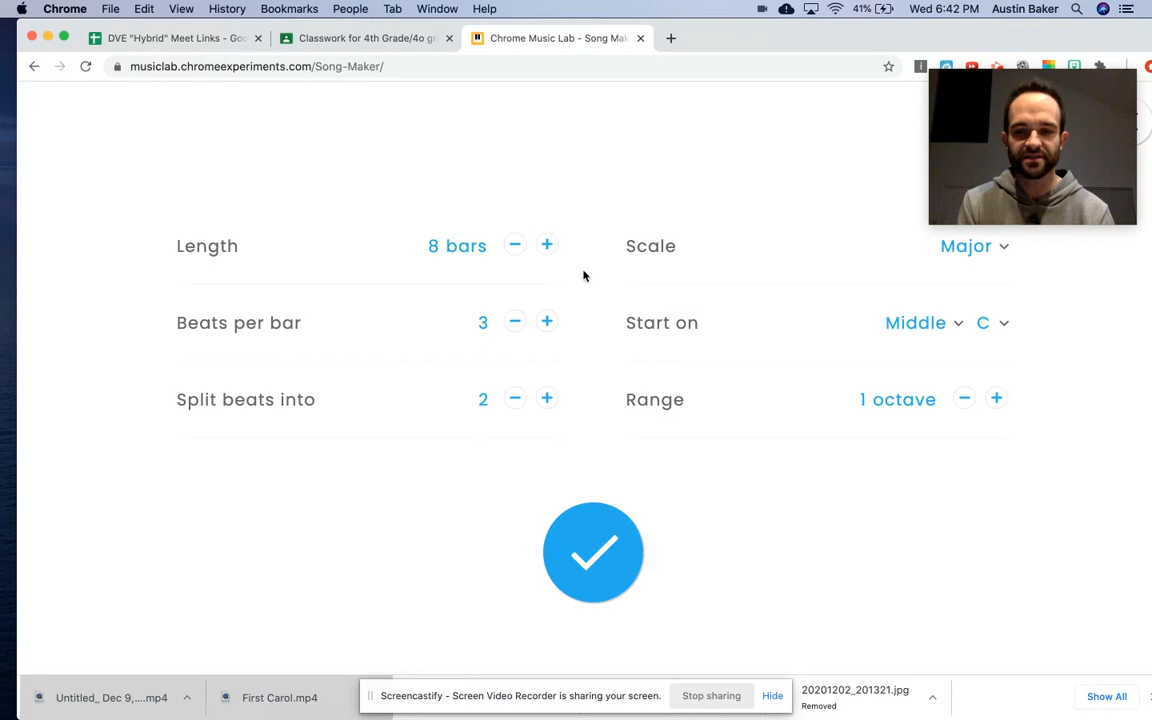 Chrome File Edit View History Bookmarks People Tab Window Help 41% Wed 6:42 PM Austin Baker
DVE "Hybrid" Meet Links - Goo Classwork for 4th Grade/4o gra Chrome Music Lab - Song Mak
musiclab.chromeexperiments.com/Song-Maker/
Length 8 bars Scale Major
Beats per bar 3 Start on Middle C
Split beats into 2 Range 1 octave
Untitled_ Dec 9,....mp4 First Carol.mp4 Screencastify - Screen Video Recorder is sharing your screen. Stop sharing Hide 20201202_201321.jpg Show All
Removed